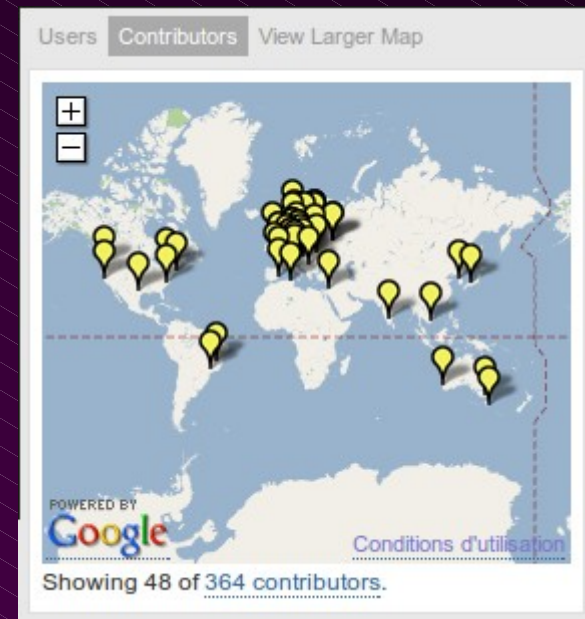 Users Contributors View Larger Map
+
−
POWERED BY
Google
Conditions d'utilisation
Showing 48 of 364 contributors.